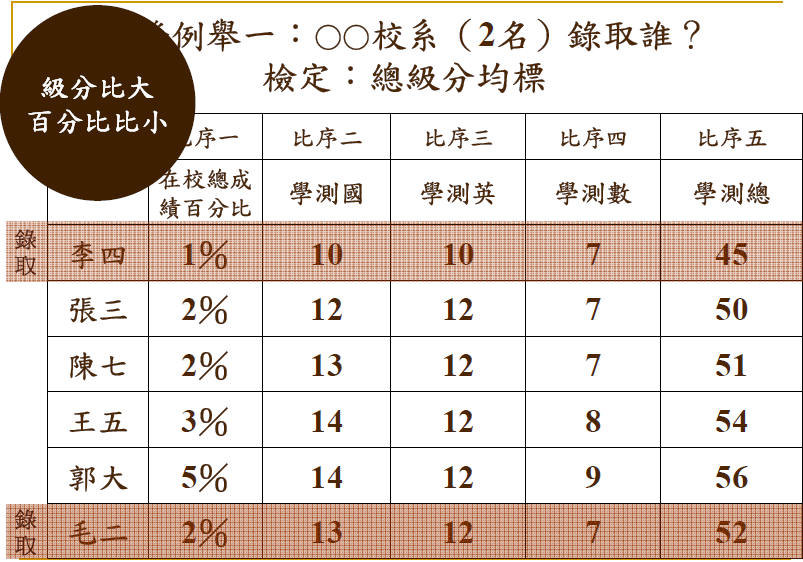 例舉一：○○校系（2名）錄取誰？
檢定：總級分均標
級分比大
百分比比小
比序一 比序二 比序三 比序四 比序五
在校總成績百分比 學測國 學測英 學測數 學測總
錄取 李四 1% 10 10 7 45
張三 2% 12 12 7 50
陳七 2% 13 12 7 51
王五 3% 14 12 8 54
郭大 5% 14 12 9 56
錄取 毛二 2% 13 12 7 52